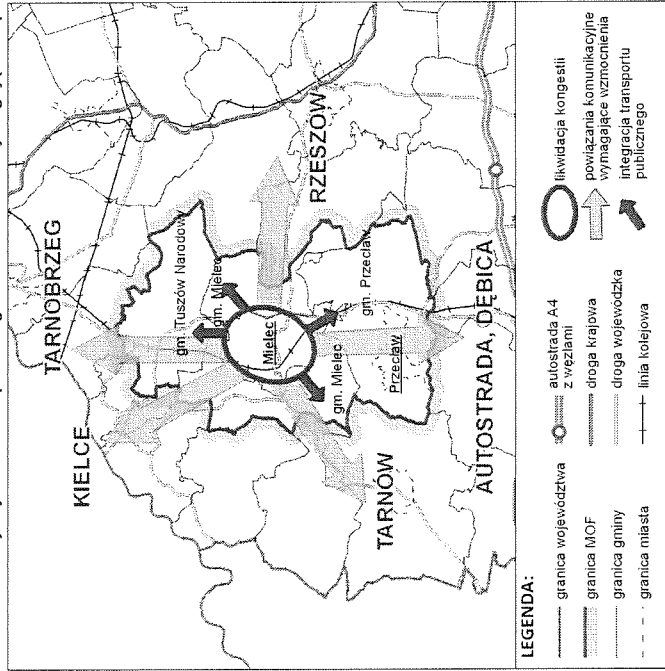 TARNOBRZEG
KIELCE
gm. Tuszów Narodowy
gm. Mielec
Mielec
RZESZÓW
gm. Przecław
gm. Mielec
Przecław
TARNÓW
AUTOSTRADA, DĘBICA
LEGENDA:
granica województwa
granica MOF
granica gminy
granica miasta
autostrada A4
z węzłami
droga krajowa
droga wojewódzka
linia kolejowa
likwidacja kongestii
powiązania komunikacyjne
wymagające wzmocnienia
integracja transportu
publicznego